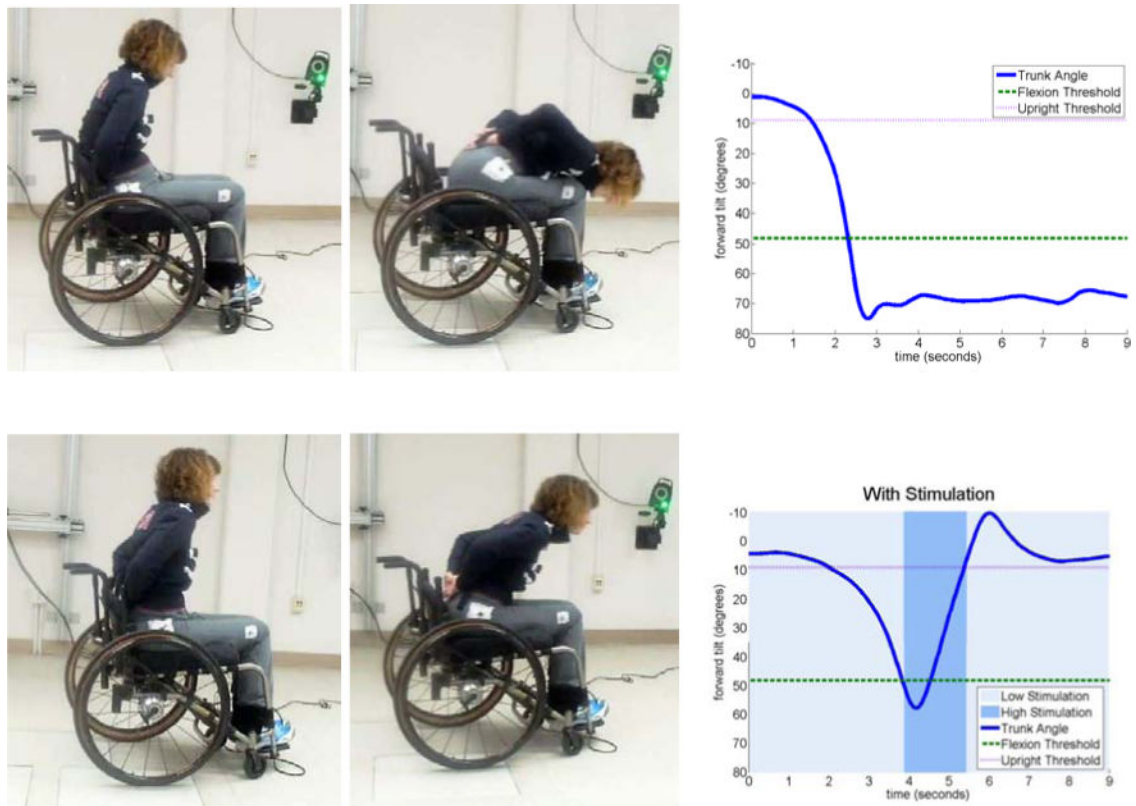 -10
0
10
20
30
40
50
60
70
80
forward tilt (degrees)
Trunk Angle
Flexion Threshold
Upright Threshold
0 1 2 3 4 5 6 7 8 9
time (seconds)
With Stimulation
-10
0
10
20
30
40
50
60
70
80
forward tilt (degrees)
Low Stimulation
High Stimulation
Trunk Angle
Flexion Threshold
Upright Threshold
0 1 2 3 4 5 6 7 8 9
time (seconds)